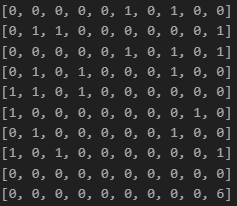 [0, 0, 0, 0, 0, 1, 0, 1, 0, 0]
[0, 1, 1, 0, 0, 0, 0, 0, 0, 1]
[0, 0, 0, 0, 0, 1, 0, 1, 0, 1]
[0, 1, 0, 1, 0, 0, 0, 1, 0, 0]
[1, 1, 0, 1, 0, 0, 0, 0, 0, 0]
[1, 0, 0, 0, 0, 0, 0, 0, 1, 0]
[0, 1, 0, 0, 0, 0, 0, 1, 0, 0]
[1, 0, 1, 0, 0, 0, 0, 0, 0, 1]
[0, 0, 0, 0, 0, 0, 0, 0, 0, 0]
[0, 0, 0, 0, 0, 0, 0, 0, 0, 6]